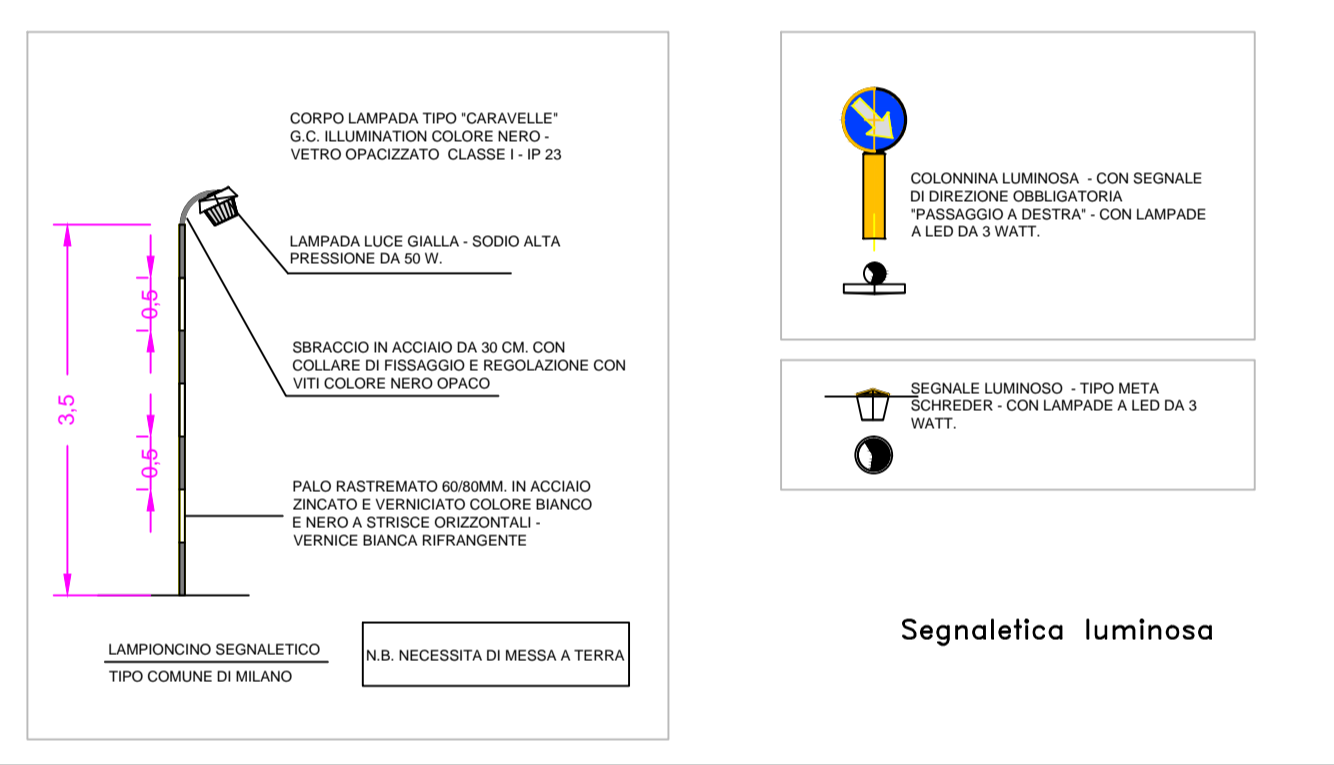 CORPO LAMPADA TIPO "CARAVELLE"
G.C. ILLUMINATION COLORE NERO -
VETRO OPACIZZATO CLASSE I - IP 23
LAMPADA LUCE GIALLA - SODIO ALTA
PRESSIONE DA 50 W.
0,5
SBRACCIO IN ACCIAIO DA 30 CM. CON
COLLARE DI FISSAGGIO E REGOLAZIONE CON
VITI COLORE NERO OPACO
3,5
0,5
PALO RASTREMATO 60/80MM. IN ACCIAIO
ZINCATO E VERNICIATO COLORE BIANCO
E NERO A STRISCE ORIZZONTALI -
VERNICE BIANCA RIFRANGENTE
LAMPIONCINO SEGNALETICO
TIPO COMUNE DI MILANO
N.B. NECESSITA DI MESSA A TERRA
COLONNINA LUMINOSA - CON SEGNALE
DI DIREZIONE OBBLIGATORIA
"PASSAGGIO A DESTRA" - CON LAMPADE
A LED DA 3 WATT.
SEGNALE LUMINOSO - TIPO META
SCHREDER - CON LAMPADE A LED DA 3
WATT.
Segnaletica luminosa